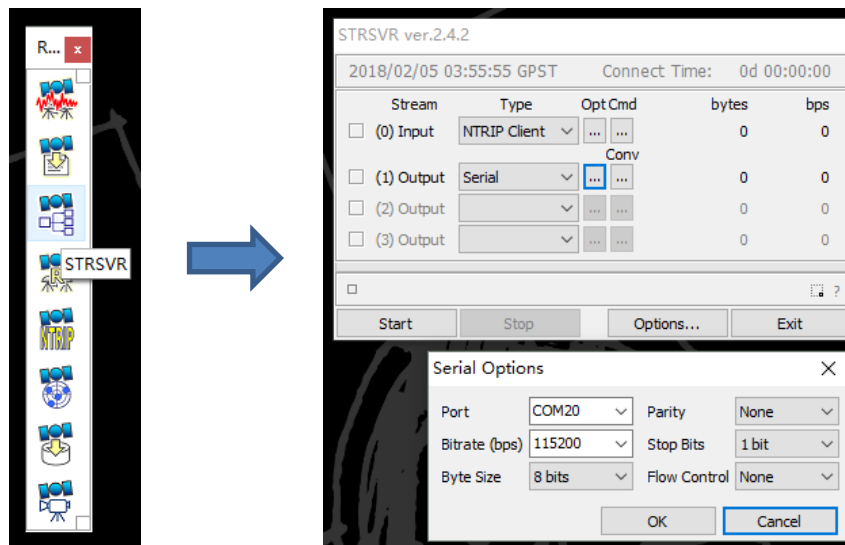 R... x
STRSVR
NTRIP
STRSVR ver.2.4.2
2018/02/05 03:55:55 GPST Connect Time: 0d 00:00:00
Stream Type Opt Cmd bytes bps
(0) Input NTRIP Client ... ... 0 0
Conv
(1) Output Serial ... ... 0 0
(2) Output ... ... 0 0
(3) Output ... ... 0 0
?
Start Stop Options... Exit
Serial Options
Port COM20 Parity None
Bitrate (bps) 115200 Stop Bits 1 bit
Byte Size 8 bits Flow Control None
OK Cancel